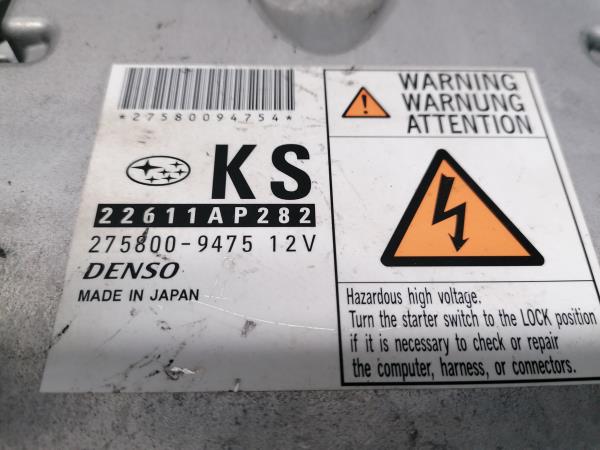 *27580094754*
KS
22611AP282
275800-9475 12V
DENSO
MADE IN JAPAN
WARNING
WARNUNG
ATTENTION
Hazardous high voltage.
Turn the starter switch to the LOCK position
if it is necessary to check or repair
the computer, harness, or connectors.